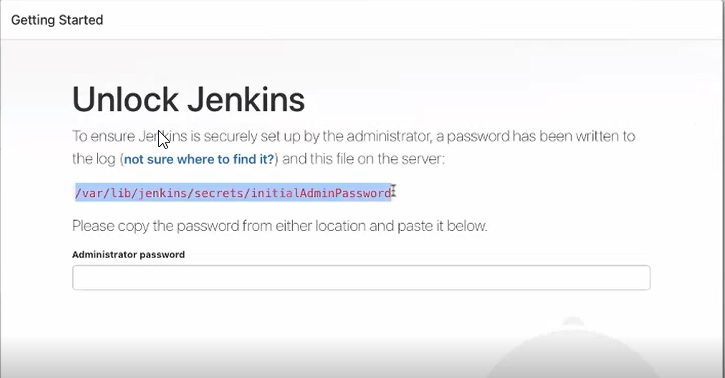 Getting Started
Unlock Jenkins
To ensure Jenkins is securely set up by the administrator, a password has been written to
the log (not sure where to find it?) and this file on the server:
/var/lib/jenkins/secrets/initialAdminPassword
Please copy the password from either location and paste it below.
Administrator password